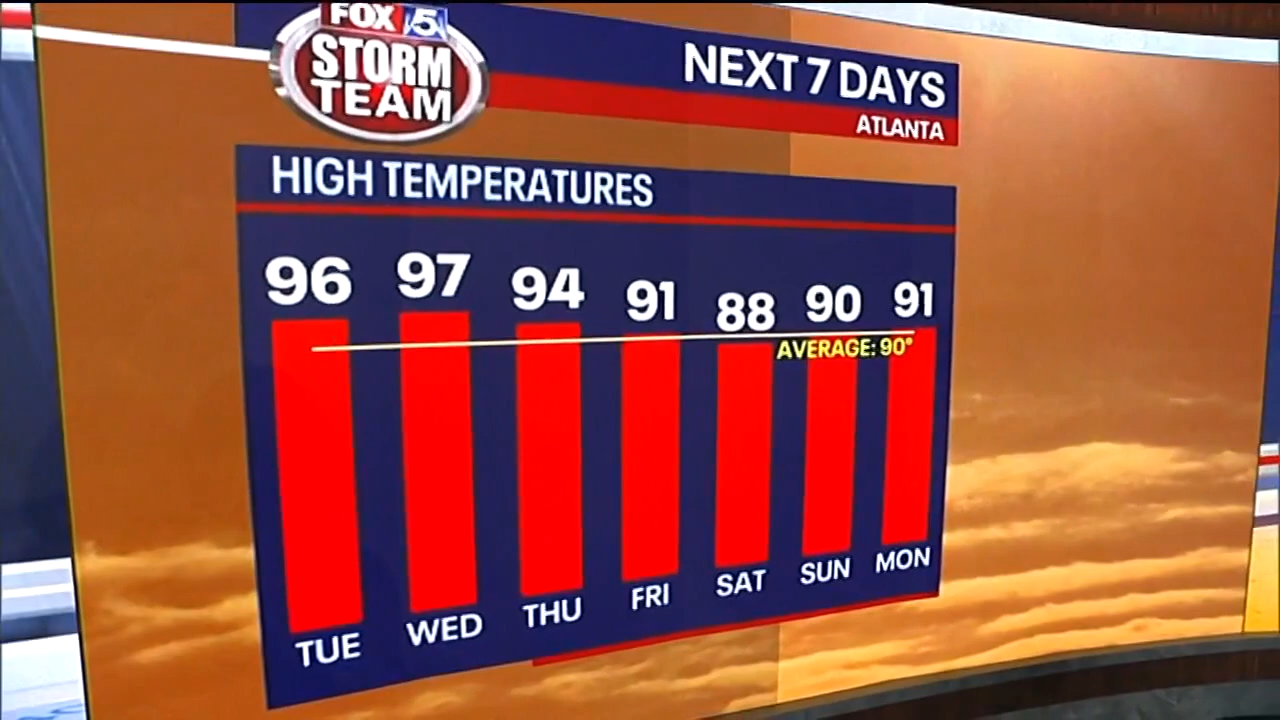 FOX 5
STORM
TEAM
NEXT 7 DAYS
ATLANTA
HIGH TEMPERATURES
96 97 94 91 88 90 91
AVERAGE: 90°
TUE WED THU FRI SAT SUN MON